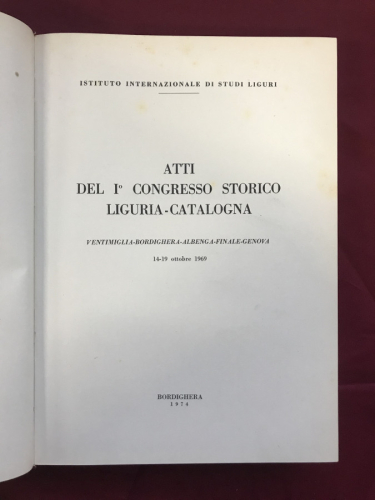 ISTITUTO INTERNAZIONALE DI STUDI LIGURI
ATTI
DEL Iº CONGRESSO STORICO
LIGURIA-CATALOGNA
VENTIMIGLIA-BORDIGHERA-ALBENGA-FINALE-GENOVA
14-19 ottobre 1969
BORDIGHERA
1974